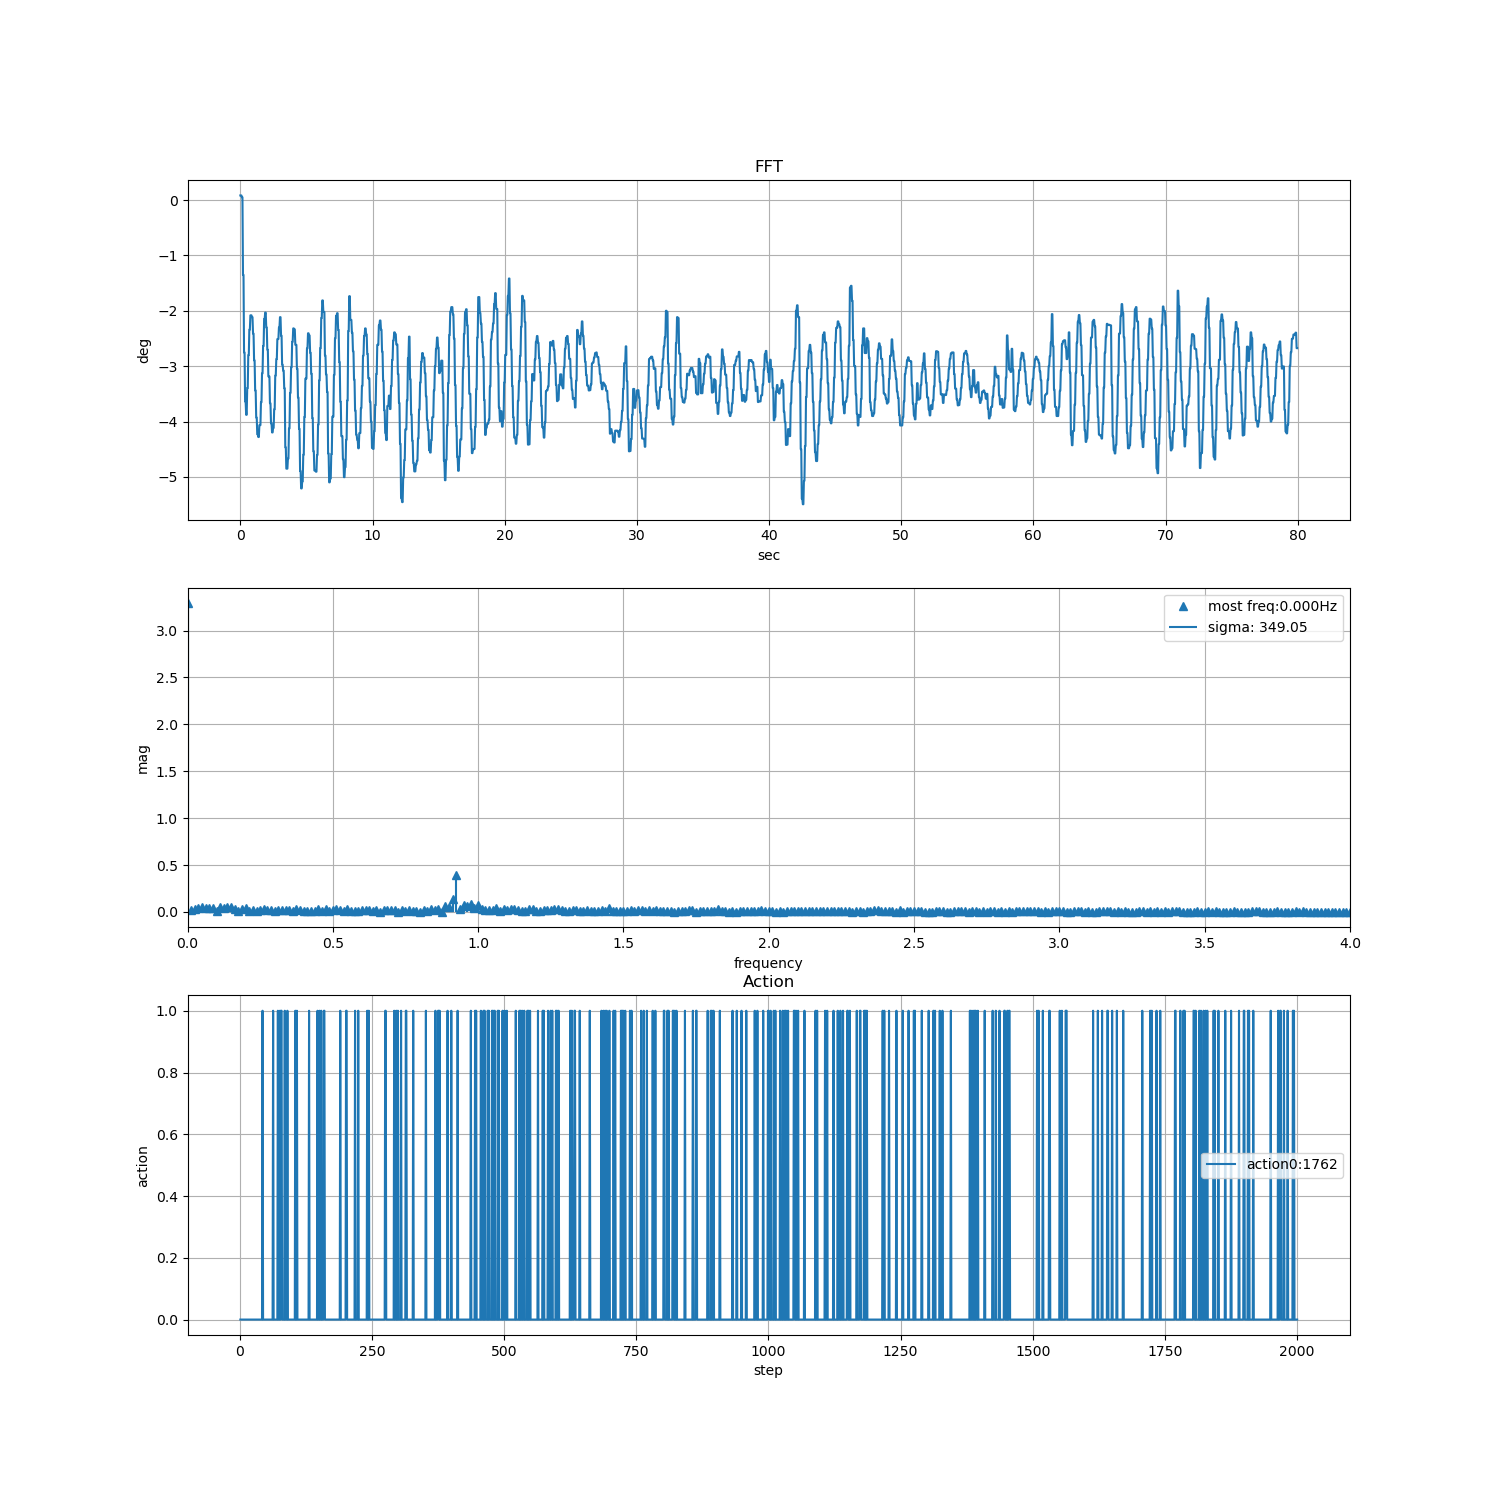 FFT
0
−1
−2
−3
−4
−5
deg
0 10 20 30 40 50 60 70 80
sec
most freq:0.000Hz
sigma: 349.05
3.0
2.5
2.0
1.5
1.0
0.5
0.0
mag
0.0 0.5 1.0 1.5 2.0 2.5 3.0 3.5 4.0
frequency
Action
1.0
0.8
0.6
0.4
0.2
0.0
action
action0:1762
0 250 500 750 1000 1250 1500 1750 2000
step